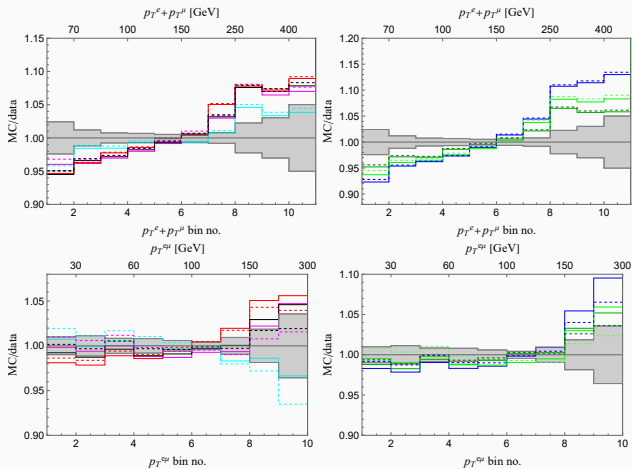 p_T^e + p_T^μ [GeV]
70 100 150 250 400
MC/data
1.15
1.10
1.05
1.00
0.95
0.90
2 4 6 8 10
p_T^e + p_T^μ bin no.
p_T^e + p_T^μ [GeV]
70 100 150 250 400
MC/data
1.20
1.15
1.10
1.05
1.00
0.95
0.90
2 4 6 8 10
p_T^e + p_T^μ bin no.
p_T^eμ [GeV]
30 60 100 150 300
MC/data
1.10
1.05
1.00
0.95
0.90
2 4 6 8 10
p_T^eμ bin no.
p_T^eμ [GeV]
30 60 100 150 300
MC/data
1.10
1.05
1.00
0.95
0.90
2 4 6 8 10
p_T^eμ bin no.